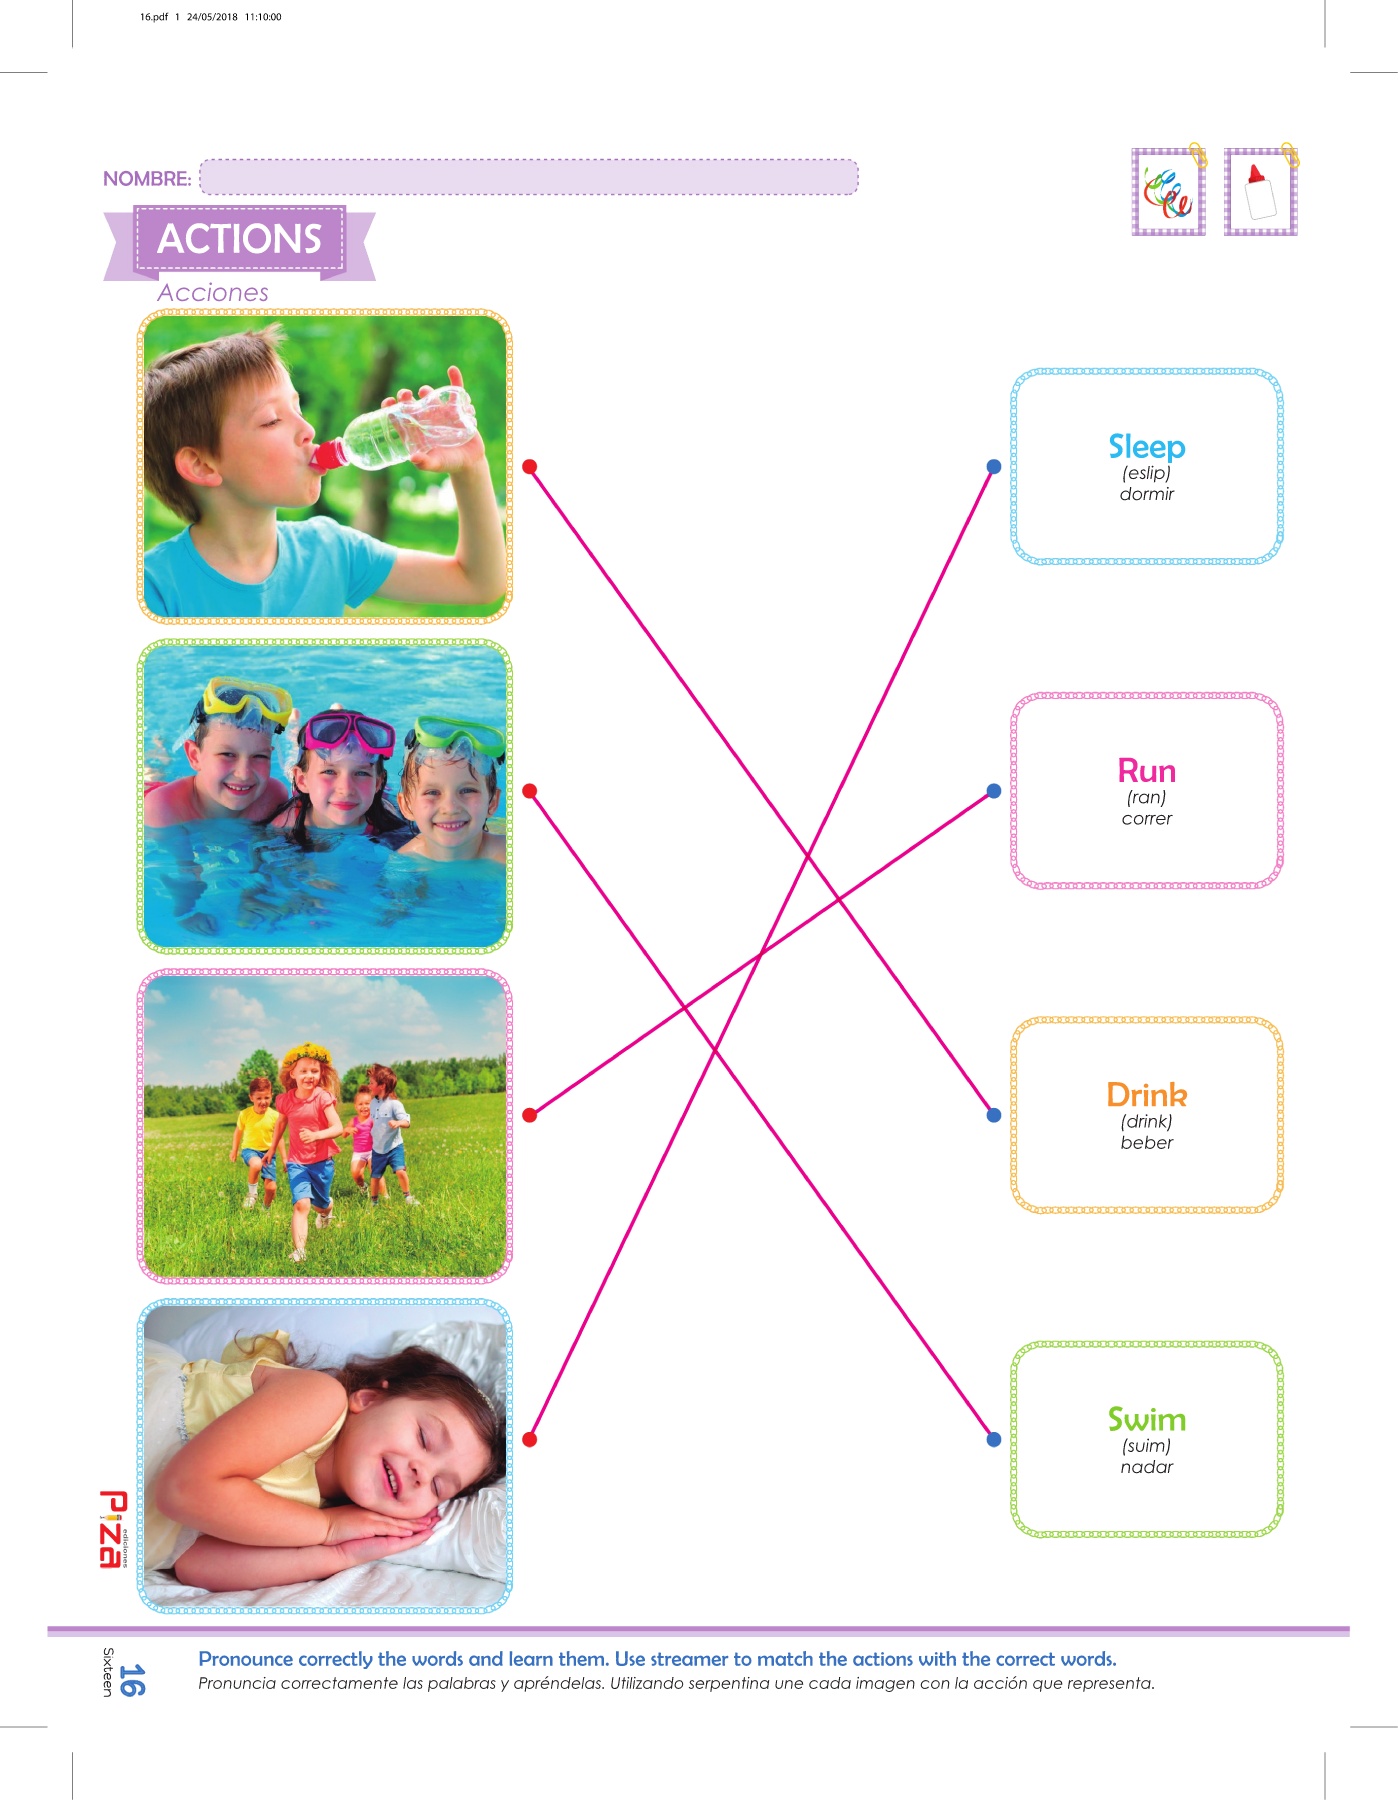 16.pdf 1 24/05/2018 11:10:00
NOMBRE:
ACTIONS
Acciones
Sleep
(eslip)
dormir
Run
(ran)
correr
Drink
(drink)
beber
Swim
(suim)
nadar
Piza
ediciones
16
Sixteen
Pronounce correctly the words and learn them. Use streamer to match the actions with the correct words.
Pronuncia correctamente las palabras y apréndelas. Utilizando serpentina une cada imagen con la acción que representa.